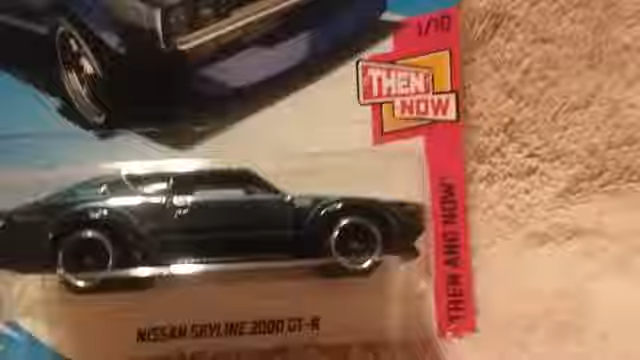 1/10
THEN
NOW
THEN AND NOW
NISSAN SKYLINE 2000 GT-R